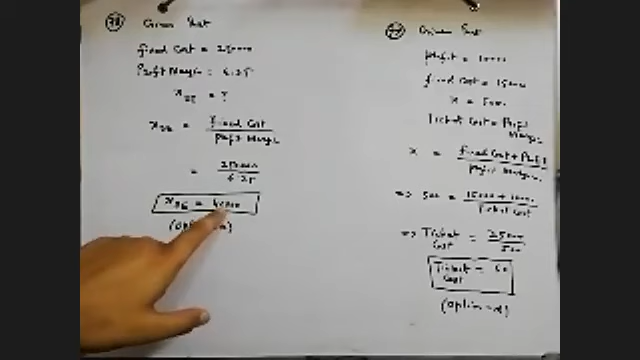 Given that
fixed Cost = 25000
Profit Margin = 6.25
x_BE = ?
x_BE = fixed Cost / Profit Margin
= 25000 / 6.25
x_BE = 4000
Given that
Profit = 10000
fixed Cost = 15000
x = 500
Ticket Cost = Profit Margin
x = fixed Cost + Profit / Profit Margin
=> 500 = 15000 + 10000 / Ticket Cost
=> Ticket Cost = 25000 / 500
Ticket Cost = 50